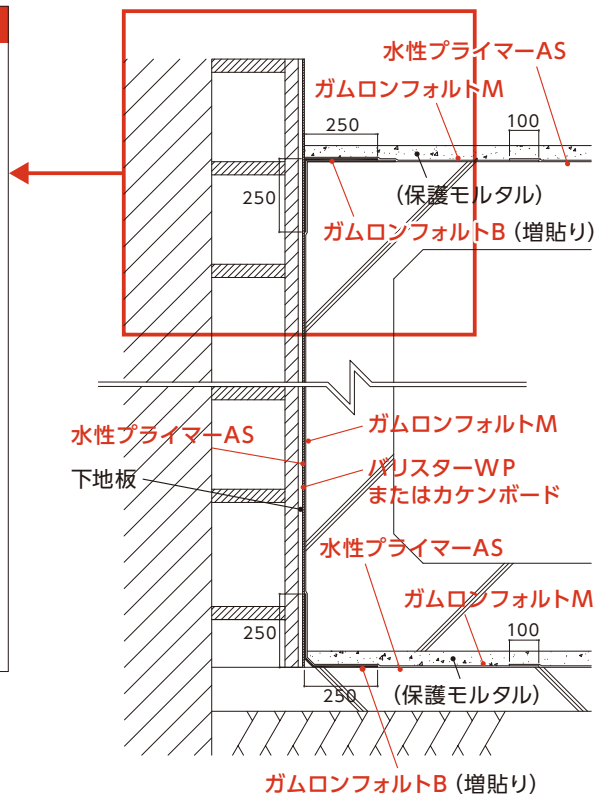 水性プライマーAS
ガムロンフォルトM
250
100
250
(保護モルタル)
ガムロンフォルトB (増貼り)
水性プライマーAS
ガムロンフォルトM
下地板
バリスターWP
またはカケンボード
水性プライマーAS
ガムロンフォルトM
250
100
250
(保護モルタル)
ガムロンフォルトB (増貼り)